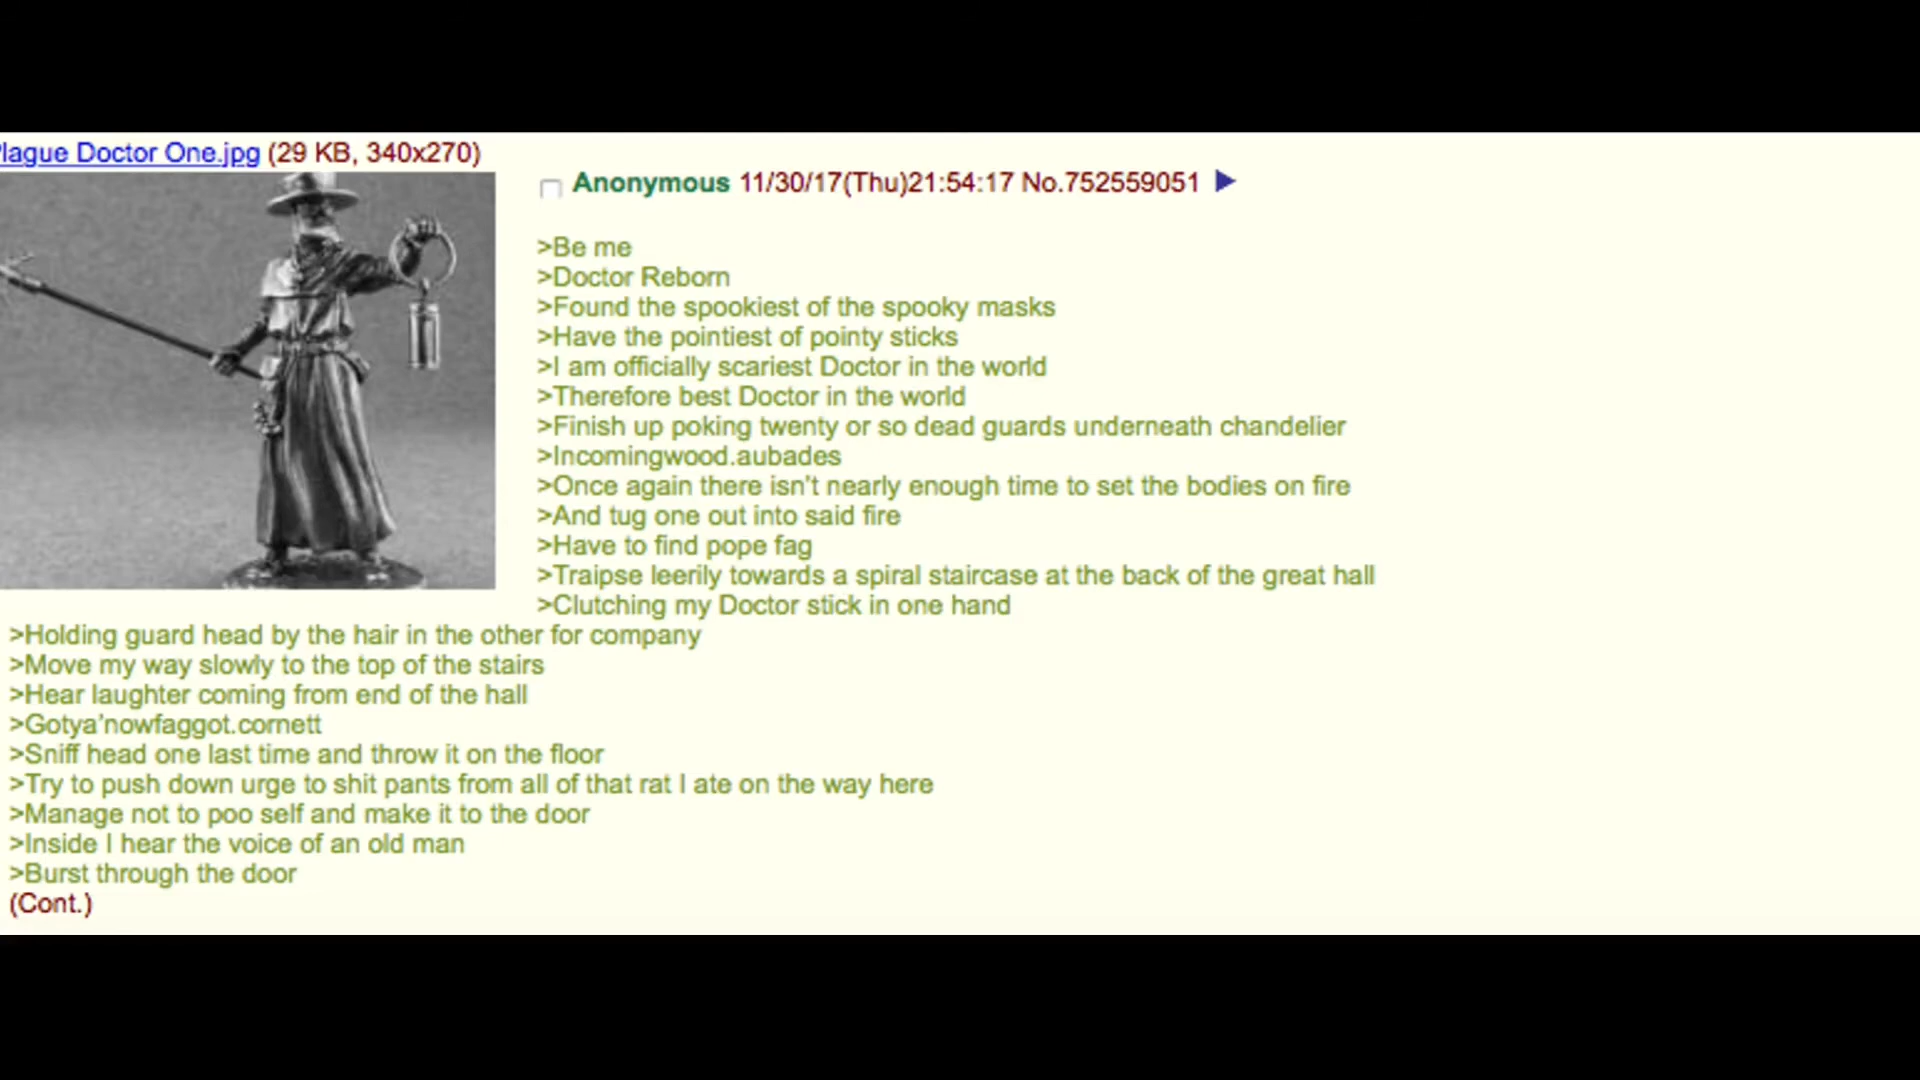 lague Doctor One.jpg (29 KB, 340x270)
Anonymous 11/30/17(Thu)21:54:17 No.752559051
>Be me
>Doctor Reborn
>Found the spookiest of the spooky masks
>Have the pointiest of pointy sticks
>I am officially scariest Doctor in the world
>Therefore best Doctor in the world
>Finish up poking twenty or so dead guards underneath chandelier
>Incomingwood.aubades
>Once again there isn't nearly enough time to set the bodies on fire
>And tug one out into said fire
>Have to find pope fag
>Traipse leerily towards a spiral staircase at the back of the great hall
>Clutching my Doctor stick in one hand
>Holding guard head by the hair in the other for company
>Move my way slowly to the top of the stairs
>Hear laughter coming from end of the hall
>Gotya'nowfaggot.cornett
>Sniff head one last time and throw it on the floor
>Try to push down urge to shit pants from all of that rat I ate on the way here
>Manage not to poo self and make it to the door
>Inside I hear the voice of an old man
>Burst through the door
(Cont.)